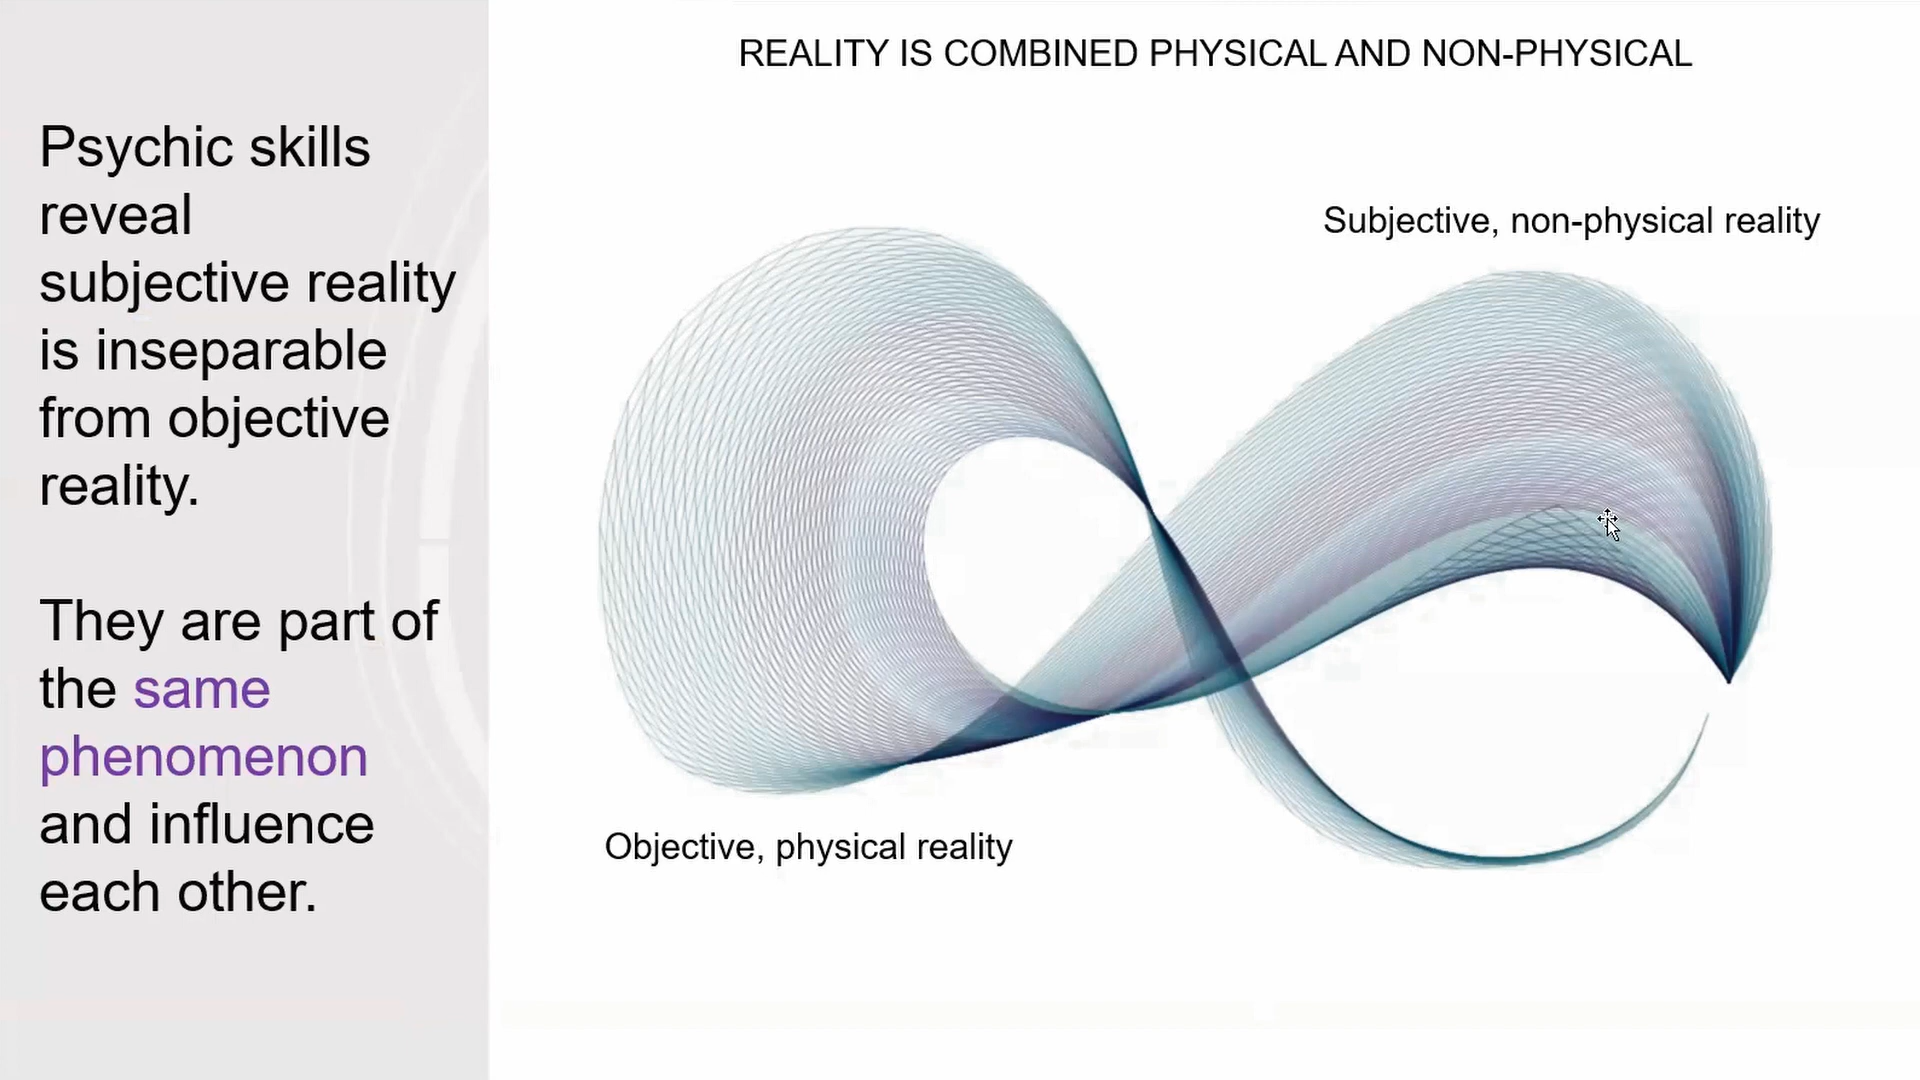 REALITY IS COMBINED PHYSICAL AND NON-PHYSICAL
Psychic skills
reveal
subjective reality
is inseparable
from objective
reality.
They are part of
the same
phenomenon
and influence
each other.
Subjective, non-physical reality
Objective, physical reality